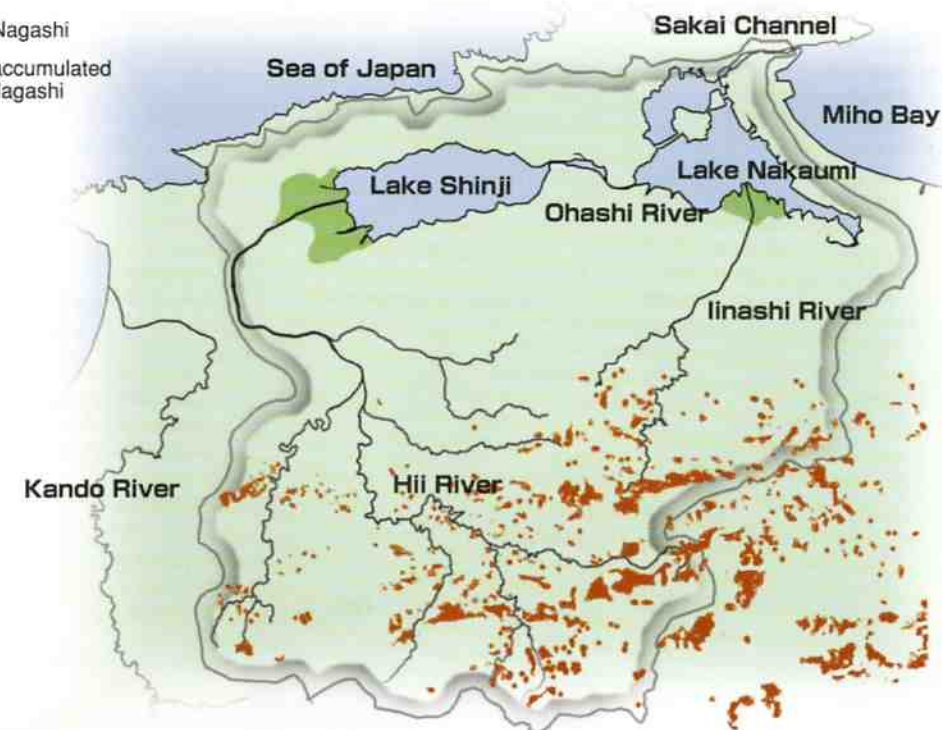 Nagashi
accumulated
Nagashi
Sakai Channel
Sea of Japan
Miho Bay
Lake Shinji
Lake Nakaumi
Ohashi River
Iinashi River
Kando River
Hii River